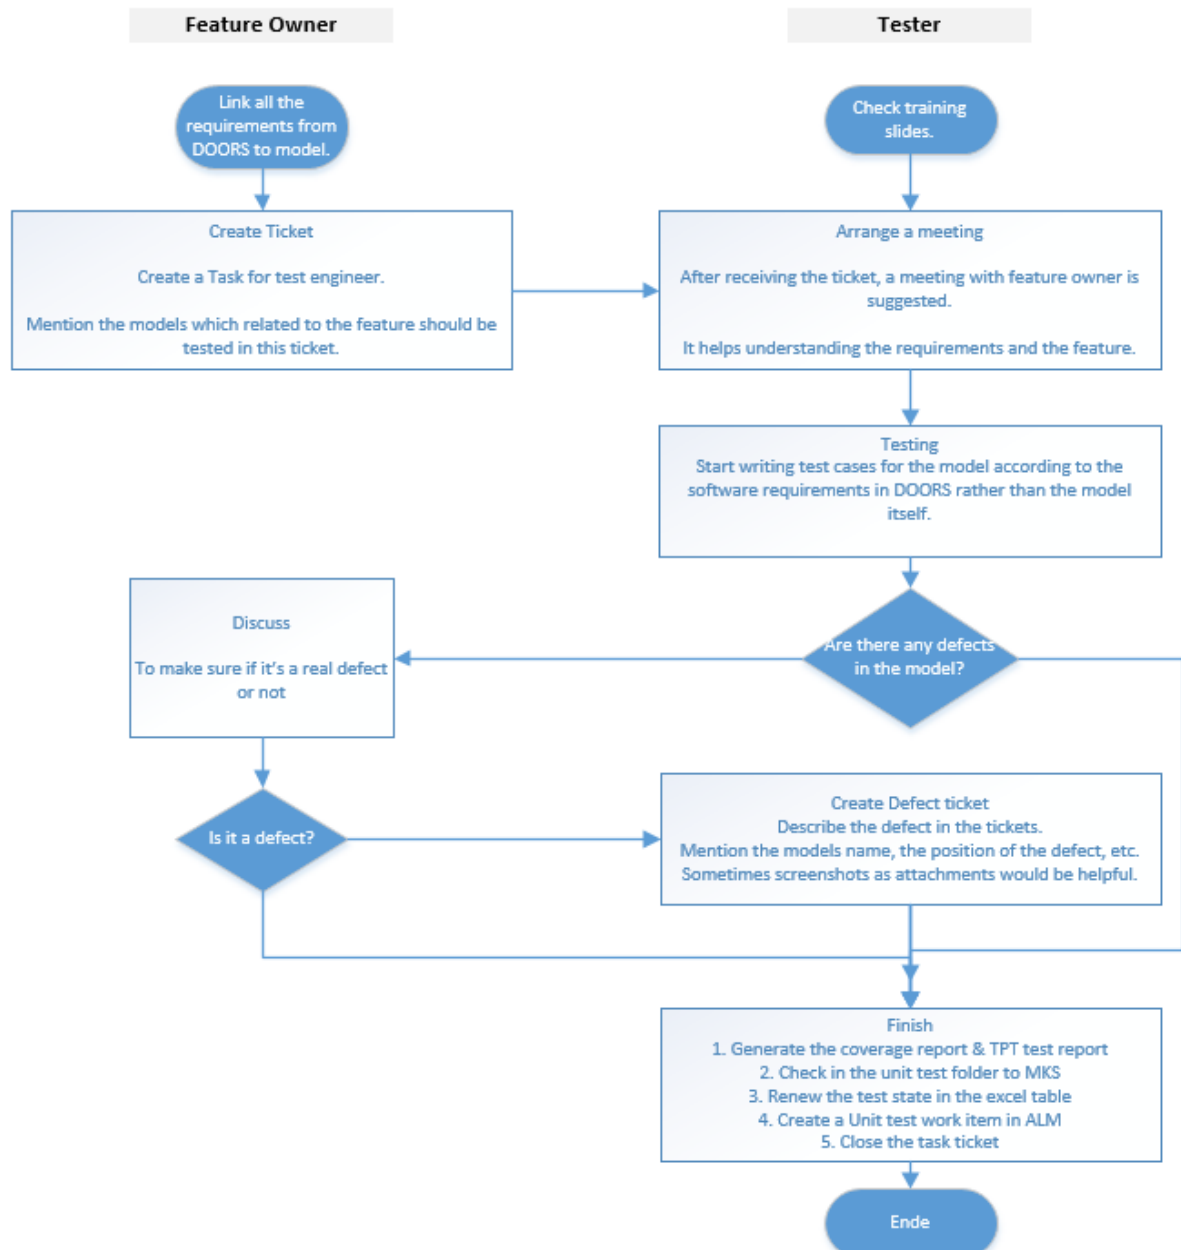 Feature Owner
Tester
Link all the
requirements from
DOORS to model.
Check training
slides.
Create Ticket
Create a Task for test engineer.
Mention the models which related to the feature should be
tested in this ticket.
Arrange a meeting
After receiving the ticket, a meeting with feature owner is
suggested.
It helps understanding the requirements and the feature.
Testing
Start writing test cases for the model according to the
software requirements in DOORS rather than the model
itself.
Discuss
To make sure if it's a real defect
or not
Are there any defects
in the model?
Is it a defect?
Create Defect ticket
Describe the defect in the tickets.
Mention the models name, the position of the defect, etc.
Sometimes screenshots as attachments would be helpful.
Finish
1. Generate the coverage report & TPT test report
2. Check in the unit test folder to MKS
3. Renew the test state in the excel table
4. Create a Unit test work item in ALM
5. Close the task ticket
Ende